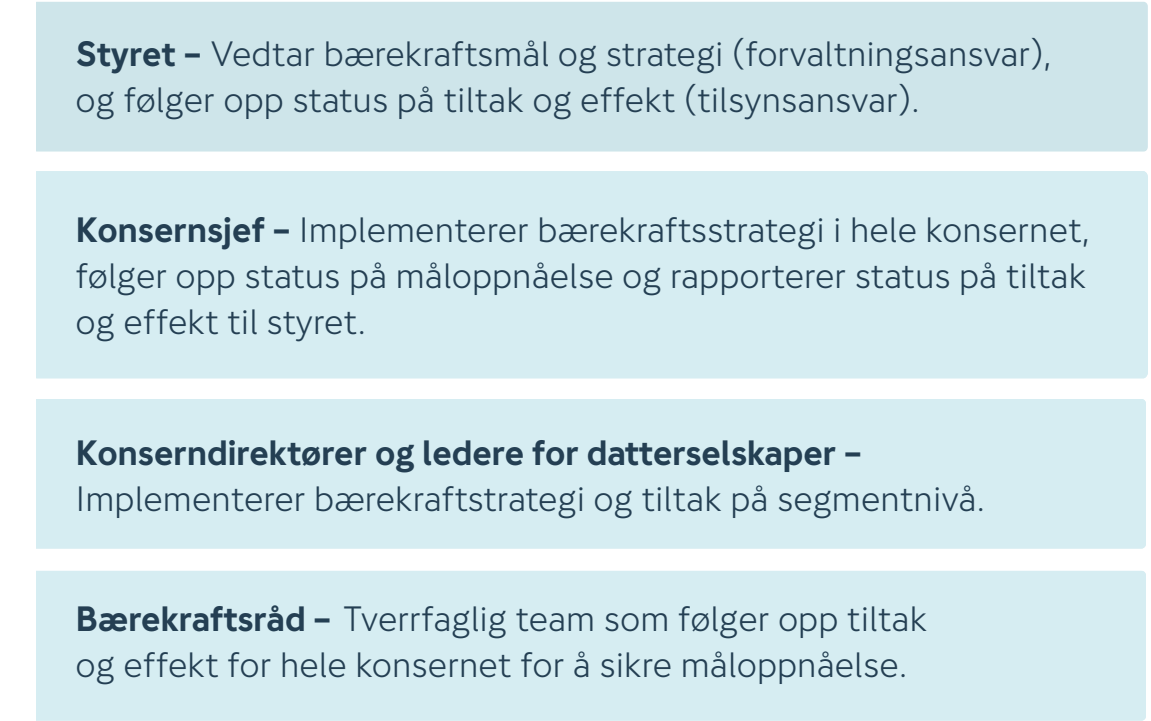 Styret – Vedtar bærekraftsmål og strategi (forvaltningsansvar),
og følger opp status på tiltak og effekt (tilsynsansvar).
Konsernsjef – Implementerer bærekraftsstrategi i hele konsernet,
følger opp status på måloppnåelse og rapporterer status på tiltak
og effekt til styret.
Konserndirektører og ledere for datterselskaper –
Implementerer bærekraftstrategi og tiltak på segmentnivå.
Bærekraftsråd – Tverrfaglig team som følger opp tiltak
og effekt for hele konsernet for å sikre måloppnåelse.